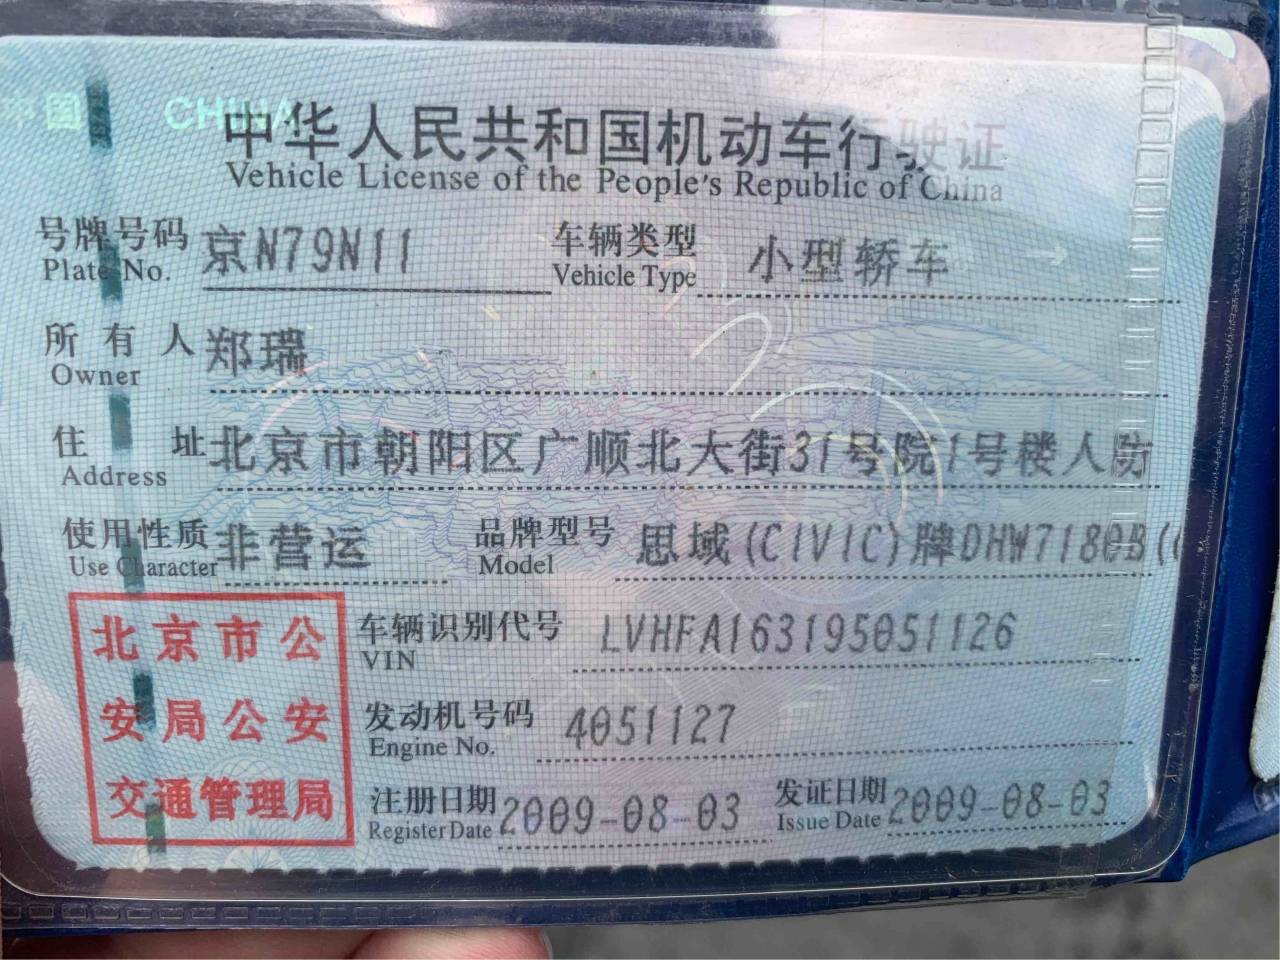 国 CHINA
中华人民共和国机动车行驶证
Vehicle License of the People's Republic of China
号牌号码 京N79N11 车辆类型 小型轿车
Plate No. Vehicle Type
所有人 郑瑞
Owner
住址 北京市朝阳区广顺北大街31号院1号楼人防
Address
使用性质 非营运 品牌型号 思域(CIVIC)牌DHW7180B(
Use Character Model
北京市公
安局公安
交通管理局
车辆识别代号 LVHFA163195051126
VIN
发动机号码 4051127
Engine No.
注册日期 2009-08-03 发证日期 2009-08-03
Register Date Issue Date